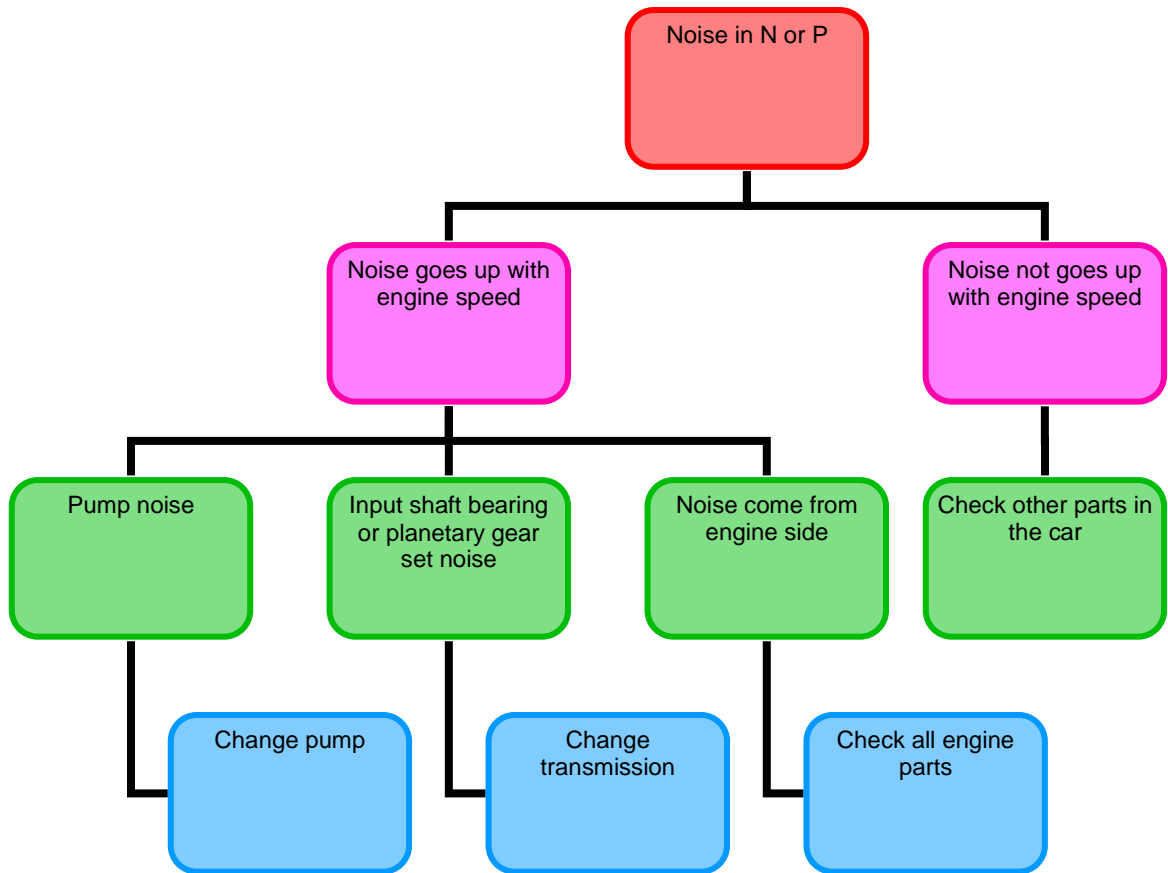 Noise in N or P
Noise goes up with
engine speed
Noise not goes up
with engine speed
Pump noise
Input shaft bearing
or planetary gear
set noise
Noise come from
engine side
Check other parts in
the car
Change pump
Change
transmission
Check all engine
parts